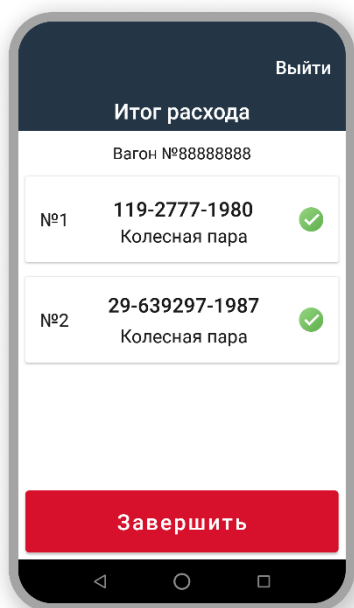 Выйти
Итог расхода
Вагон №88888888
№1
119-2777-1980
Колесная пара
№2
29-639297-1987
Колесная пара
Завершить